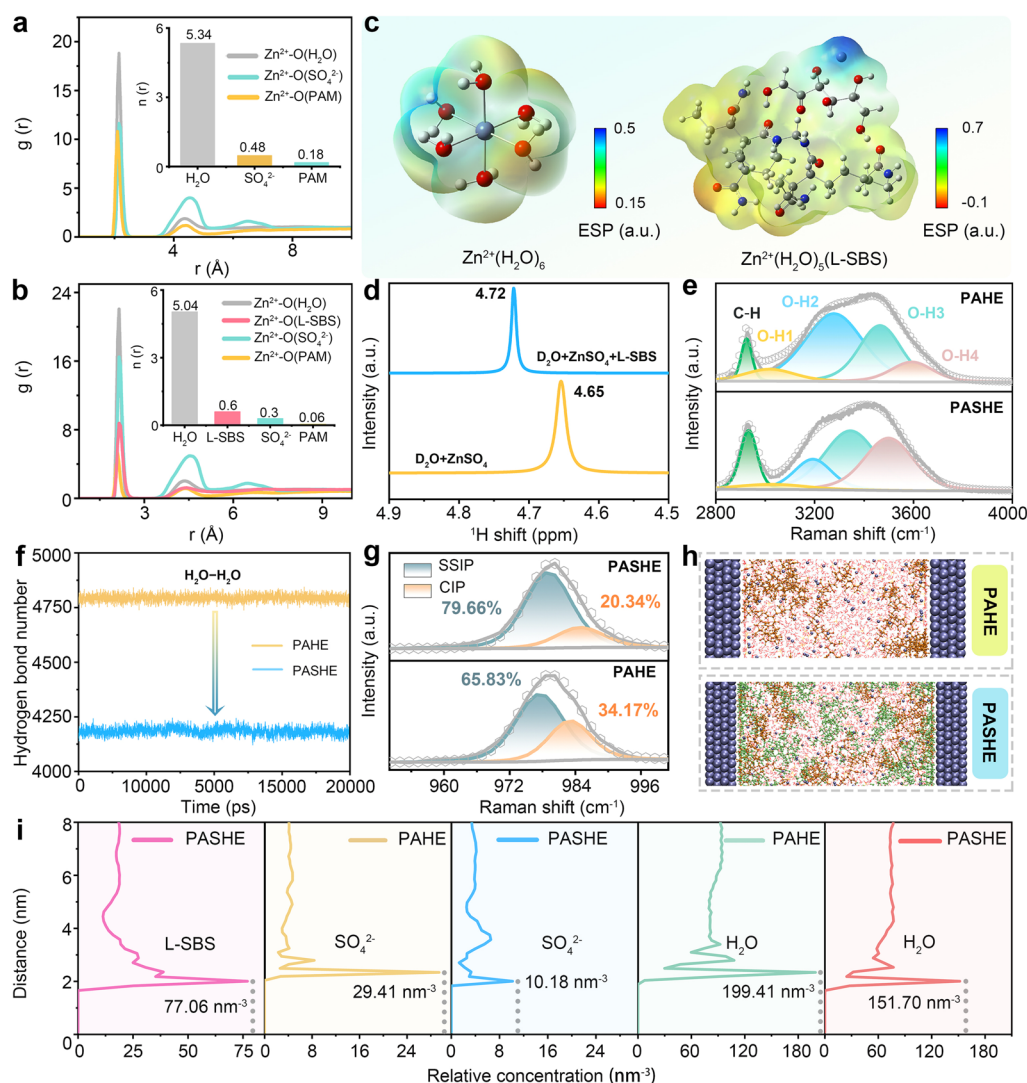 a
g (r)
20
15
10
5
0
4
8
r (Å)
n (r)
6
3
0
5.34
0.48
0.18
H₂O
SO₄²⁻
PAM
Zn²⁺-O(H₂O)
Zn²⁺-O(SO₄²⁻)
Zn²⁺-O(PAM)
c
0.5
0.15
ESP (a.u.)
Zn²⁺(H₂O)₆
0.7
-0.1
ESP (a.u.)
Zn²⁺(H₂O)₅(L-SBS)
b
g (r)
24
16
8
0
3
6
9
r (Å)
n (r)
6
3
0
5.04
0.6
0.3
0.06
H₂O
L-SBS
SO₄²⁻
PAM
Zn²⁺-O(H₂O)
Zn²⁺-O(L-SBS)
Zn²⁺-O(SO₄²⁻)
Zn²⁺-O(PAM)
d
Intensity (a.u.)
4.72
D₂O+ZnSO₄+L-SBS
4.65
D₂O+ZnSO₄
4.9 4.8 4.7 4.6 4.5
¹H shift (ppm)
e
Intensity (a.u.)
PAHE
C-H
O-H1
O-H2
O-H3
O-H4
PASHE
2800 3200 3600 4000
Raman shift (cm⁻¹)
f
Hydrogen bond number
5000
4750
4500
4250
4000
H₂O−H₂O
PAHE
PASHE
0 5000 10000 15000 20000
Time (ps)
g
Intensity (a.u.)
SSIP
CIP
PASHE
79.66%
20.34%
PAHE
65.83%
34.17%
960 972 984 996
Raman shift (cm⁻¹)
h
PAHE
PASHE
i
Distance (nm)
8
6
4
2
0
PASHE
L-SBS
77.06 nm⁻³
0 25 50 75
PAHE
SO₄²⁻
29.41 nm⁻³
0 8 16 24
PASHE
SO₄²⁻
10.18 nm⁻³
0 8 16 24
PAHE
H₂O
199.41 nm⁻³
0 60 120 180
PASHE
H₂O
151.70 nm⁻³
0 60 120 180
Relative concentration (nm⁻³)